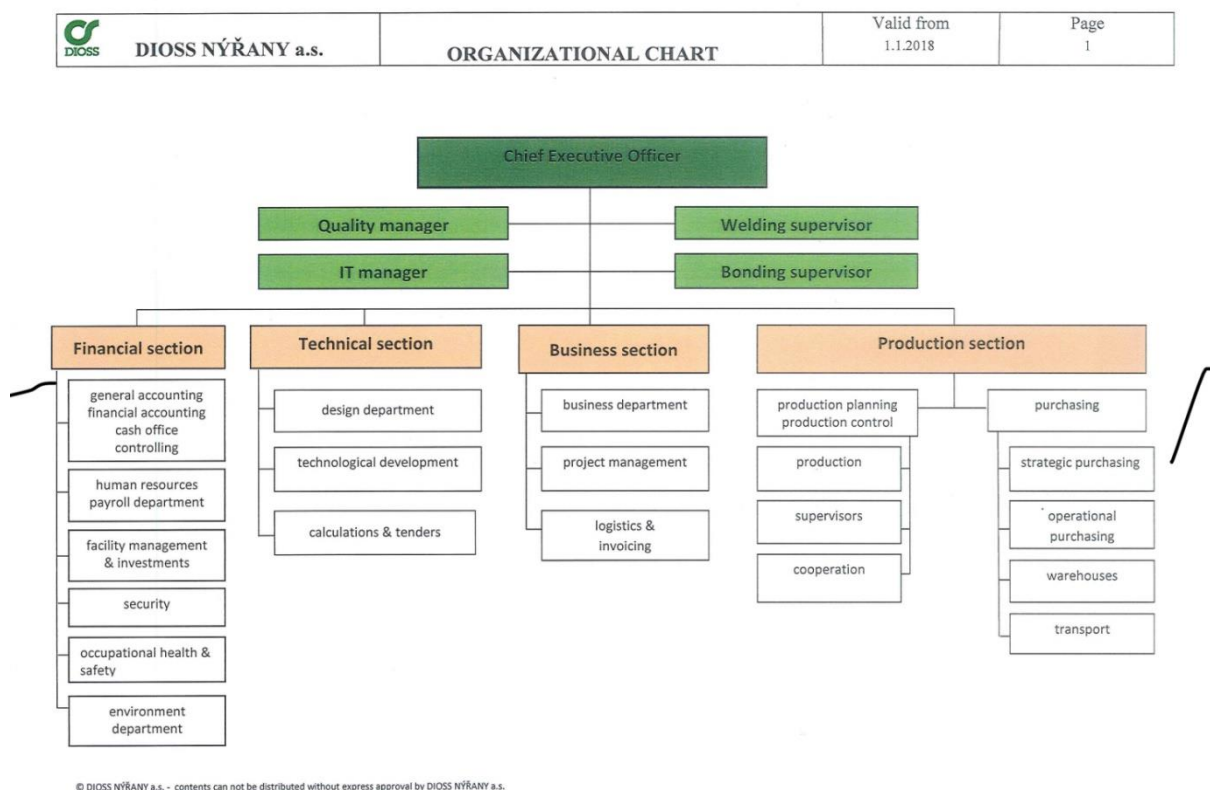 DIOSS
DIOSS NÝŘANY a.s.
ORGANIZATIONAL CHART
Valid from
1.1.2018
Page
1
Chief Executive Officer
Quality manager
Welding supervisor
IT manager
Bonding supervisor
Financial section
Technical section
Business section
Production section
general accounting
financial accounting
cash office
controlling
human resources
payroll department
facility management
& investments
security
occupational health &
safety
environment
department
design department
technological development
calculations & tenders
business department
project management
logistics &
invoicing
production planning
production control
production
supervisors
cooperation
purchasing
strategic purchasing
operational
purchasing
warehouses
transport
© DIOSS NÝŘANY a.s. - contents can not be distributed without express approval by DIOSS NÝŘANY a.s.